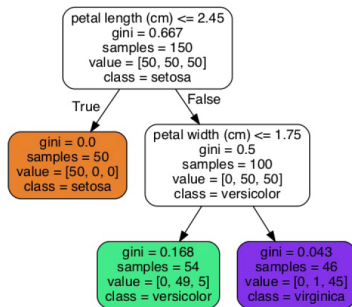 petal length (cm) <= 2.45
gini = 0.667
samples = 150
value = [50, 50, 50]
class = setosa
True
False
gini = 0.0
samples = 50
value = [50, 0, 0]
class = setosa
petal width (cm) <= 1.75
gini = 0.5
samples = 100
value = [0, 50, 50]
class = versicolor
gini = 0.168
samples = 54
value = [0, 49, 5]
class = versicolor
gini = 0.043
samples = 46
value = [0, 1, 45]
class = virginica